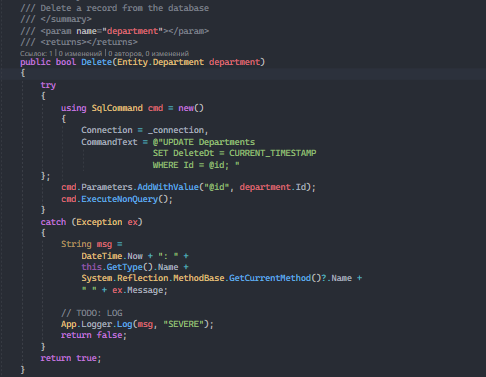 /// Delete a record from the database
/// </summary>
/// <param name="department"></param>
/// <returns></returns>
Ссылок: 1 | 0 изменений | 0 авторов, 0 изменений
public bool Delete(Entity.Department department)
{
try
{
using SqlCommand cmd = new()
{
Connection = _connection,
CommandText = @"UPDATE Departments
SET DeleteDt = CURRENT_TIMESTAMP
WHERE Id = @id; "
};
cmd.Parameters.AddWithValue("@id", department.Id);
cmd.ExecuteNonQuery();
}
catch (Exception ex)
{
String msg =
DateTime.Now + ": " +
this.GetType().Name +
System.Reflection.MethodBase.GetCurrentMethod()?.Name +
" " + ex.Message;
// TODO: LOG
App.Logger.Log(msg, "SEVERE");
return false;
}
return true;
}